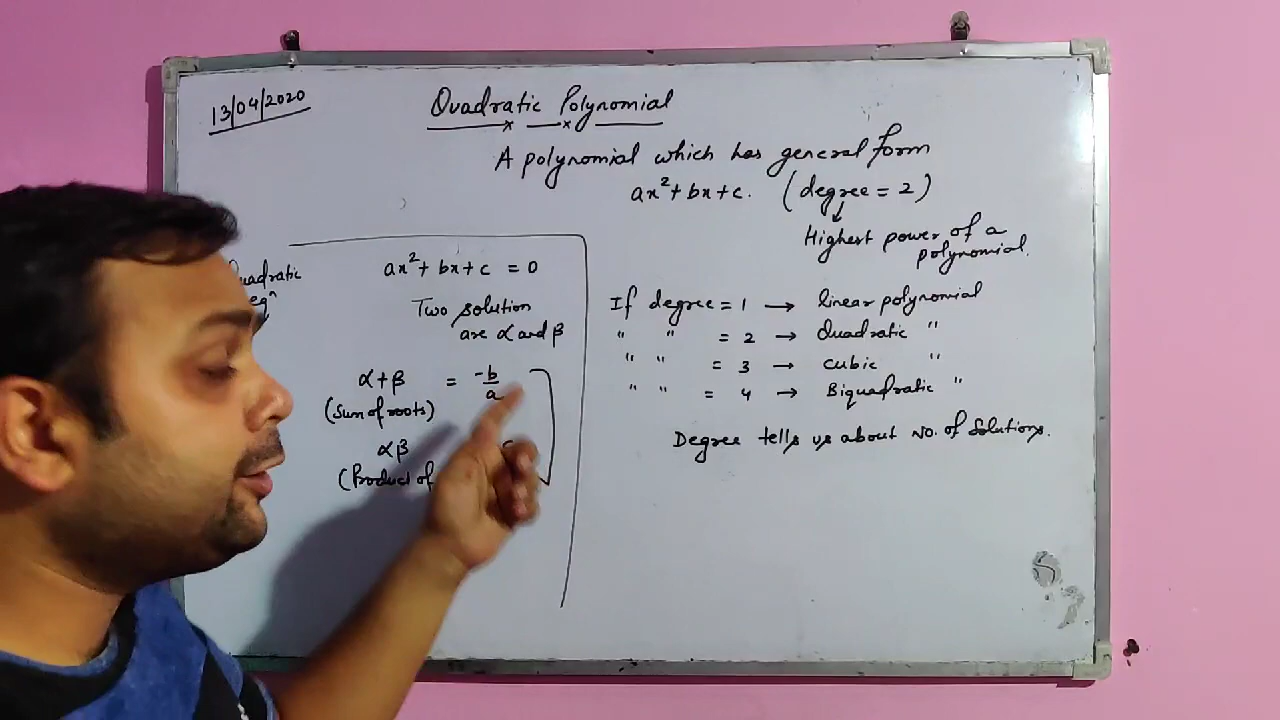 13/04/2020
Quadratic Polynomial
A polynomial which has general form
ax²+bx+c. (degree = 2)
Highest power of a
polynomial.
eqⁿ
ax²+ bx + c = 0
Two solution
are α and β
α+β = -b/a
(Sum of roots)
αβ
(Product of
If degree = 1 → linear polynomial
" " = 2 → Quadratic "
" " = 3 → cubic "
" " = 4 → Biquadratic "
Degree tells us about No. of Solutions.